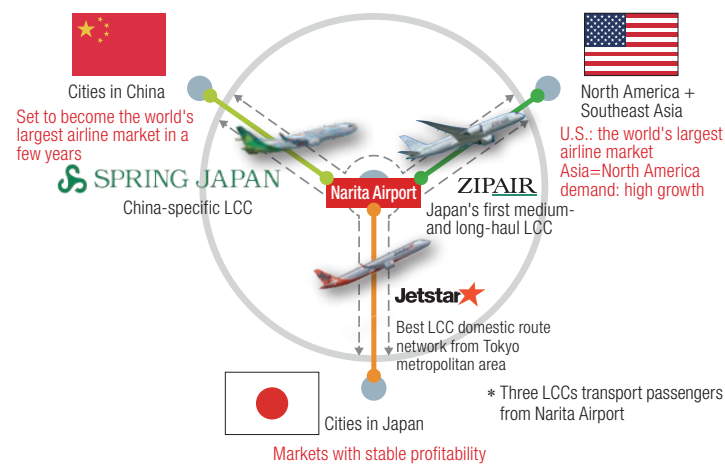 Cities in China
Set to become the world's
largest airline market in a
few years
SPRING JAPAN
China-specific LCC
North America +
Southeast Asia
U.S.: the world's largest
airline market
Asia=North America
demand: high growth
Narita Airport
ZIPAIR
Japan's first medium-
and long-haul LCC
Jetstar
Best LCC domestic route
network from Tokyo
metropolitan area
Cities in Japan
Markets with stable profitability
* Three LCCs transport passengers
from Narita Airport